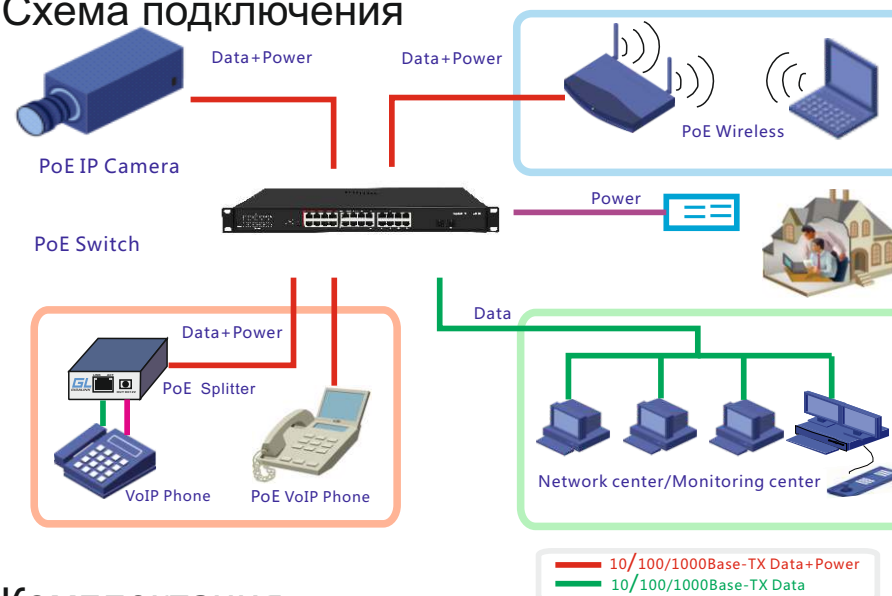 Схема подключения
Data+Power
Data+Power
PoE Wireless
PoE IP Camera
Power
PoE Switch
Data
Data+Power
GL
PoE Splitter
VoIP Phone
PoE VoIP Phone
Network center/Monitoring center
10/100/1000Base-TX Data+Power
10/100/1000Base-TX Data